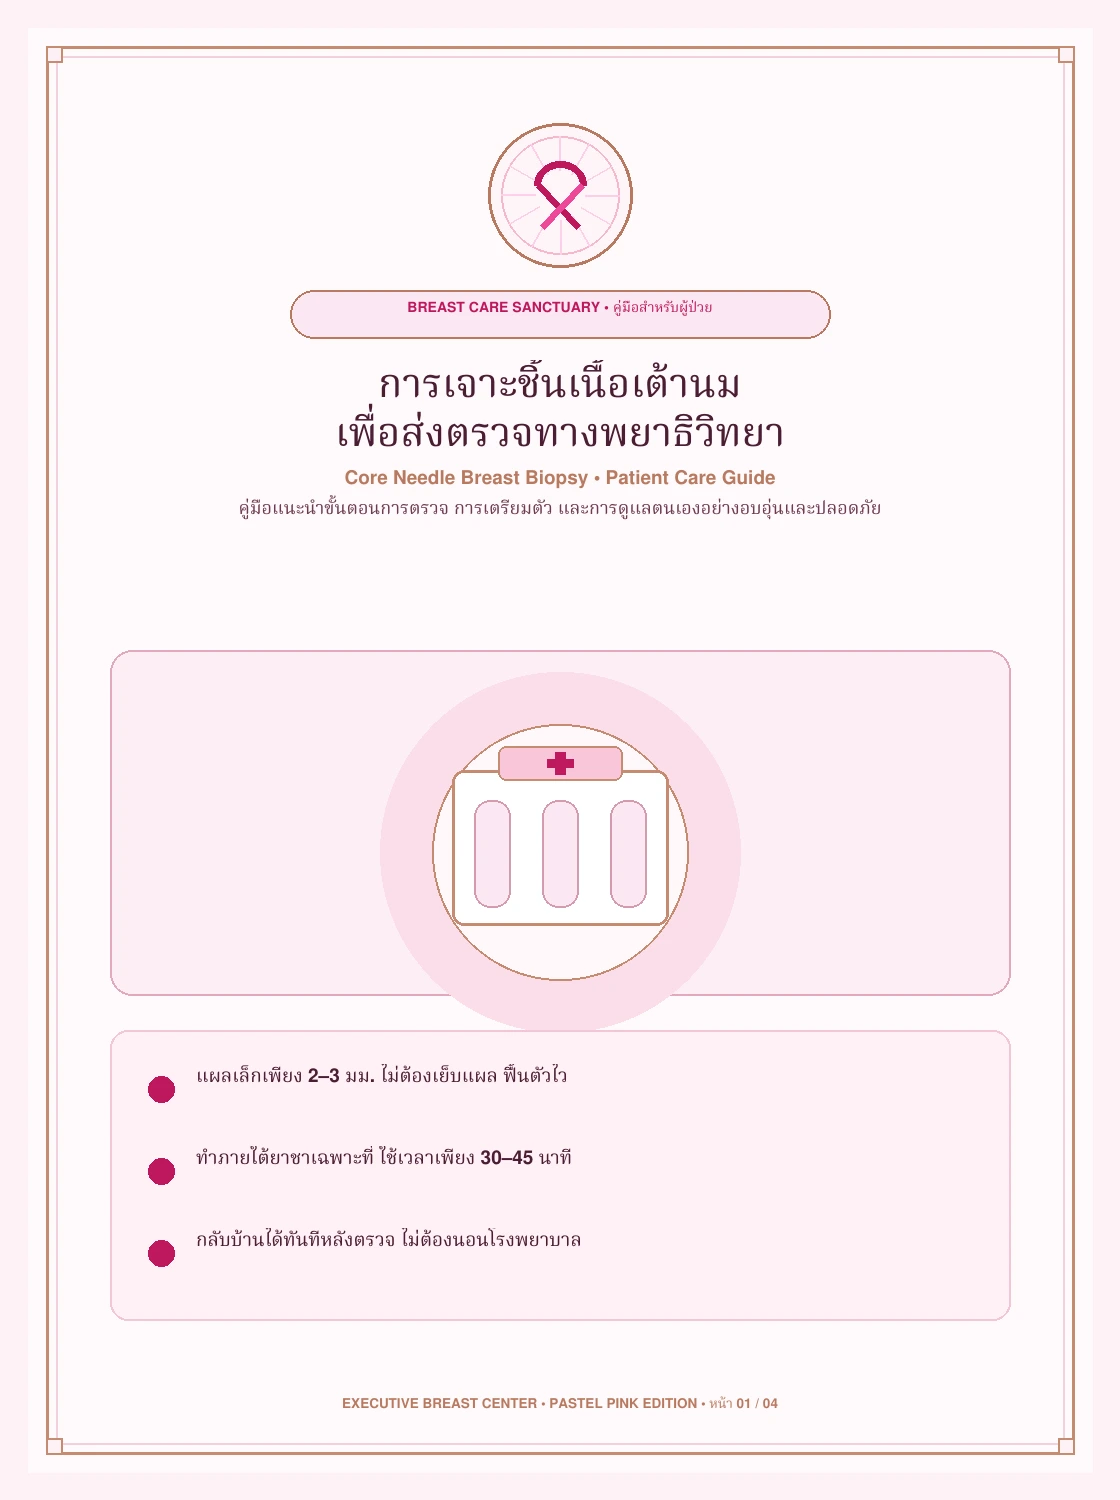 BREAST CARE SANCTUARY • คู่มือสำหรับผู้ป่วย
การเจาะชิ้นเนื้อเต้านม
เพื่อส่งตรวจทางพยาธิวิทยา
Core Needle Breast Biopsy • Patient Care Guide
คู่มือแนะนำขั้นตอนการตรวจ การเตรียมตัว และการดูแลตนเองอย่างอบอุ่นและปลอดภัย
แผลเล็กเพียง 2–3 มม. ไม่ต้องเย็บแผล ฟื้นตัวไว
ทำภายใต้ยาชาเฉพาะที่ ใช้เวลาเพียง 30–45 นาที
กลับบ้านได้ทันทีหลังตรวจ ไม่ต้องนอนโรงพยาบาล
EXECUTIVE BREAST CENTER • PASTEL PINK EDITION • หน้า 01 / 04